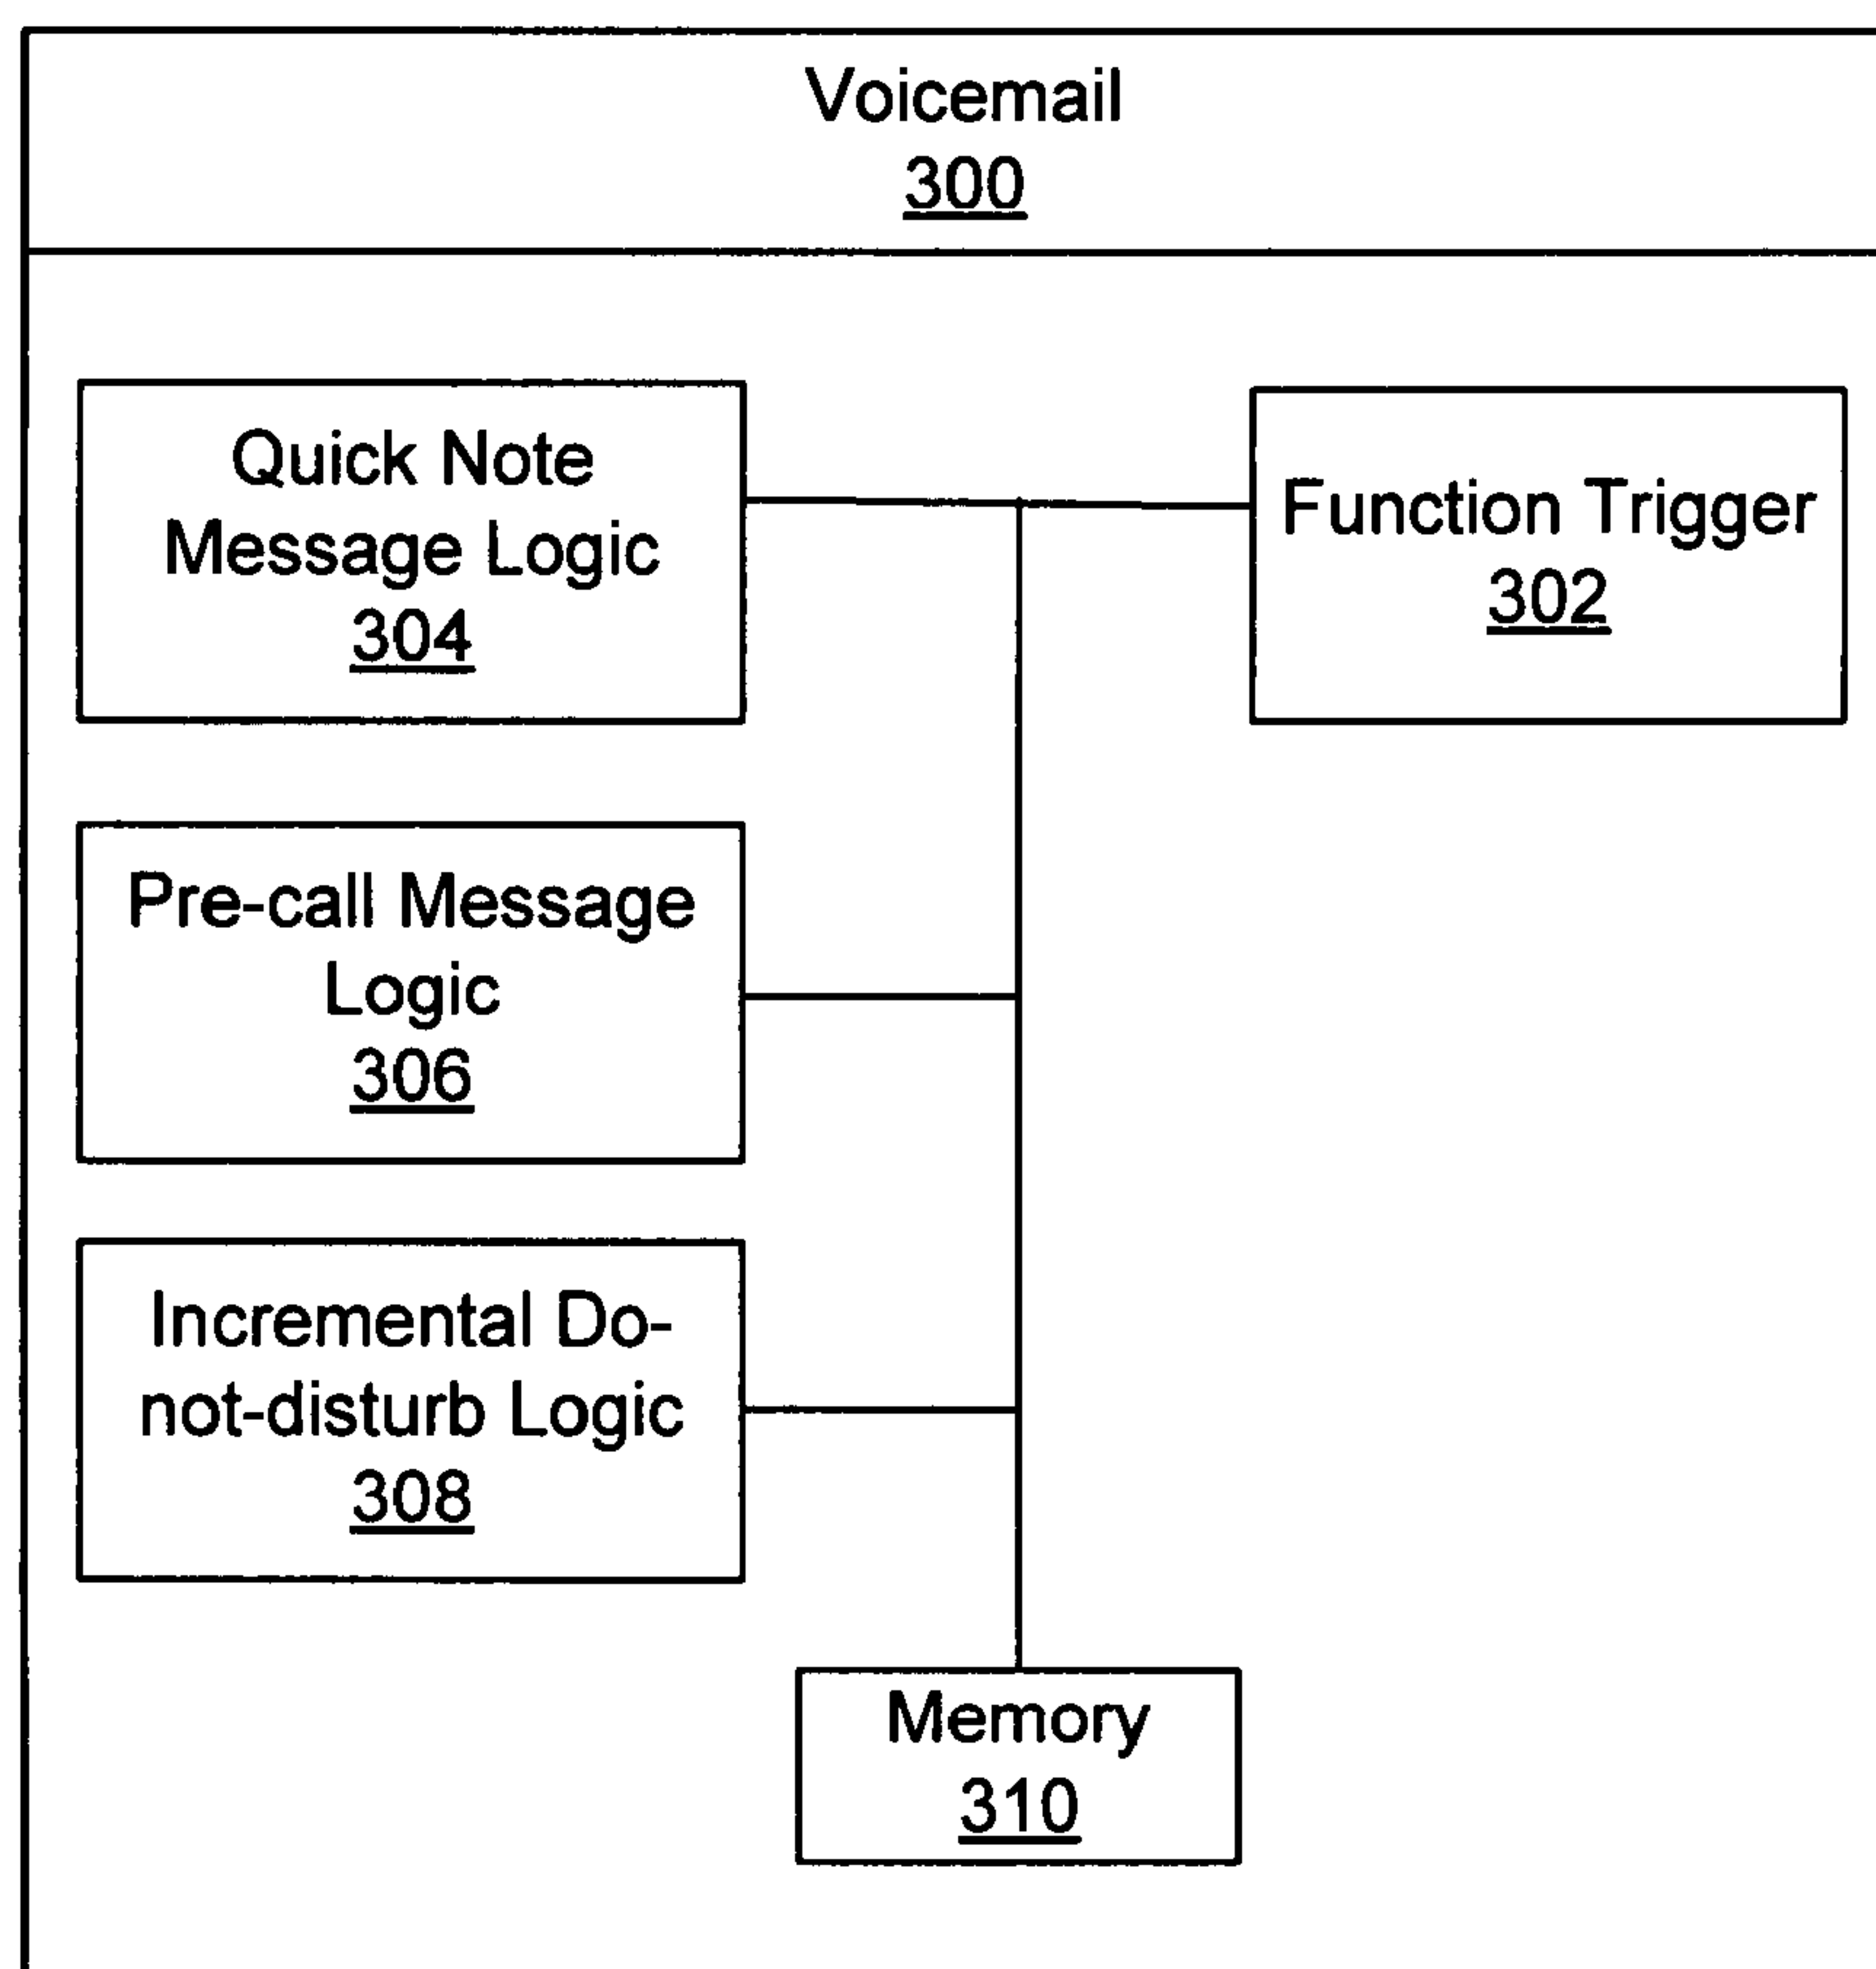 Voicemail
300
Quick Note
Message Logic
304
Function Trigger
302
Pre-call Message
Logic
306
Incremental Do-
not-disturb Logic
308
Memory
310